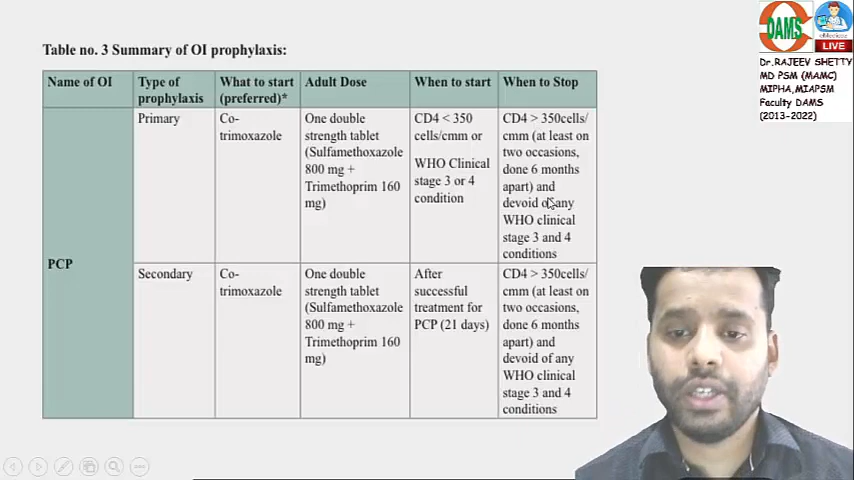 Table no. 3 Summary of OI prophylaxis:
Name of OI
Type of
prophylaxis
What to start
(preferred)*
Adult Dose
When to start
When to Stop
PCP
Primary
Co-
trimoxazole
One double
strength tablet
(Sulfamethoxazole
800 mg +
Trimethoprim 160
mg)
CD4 < 350
cells/cmm or
WHO Clinical
stage 3 or 4
condition
CD4 > 350cells/
cmm (at least on
two occasions,
done 6 months
apart) and
devoid of any
WHO clinical
stage 3 and 4
conditions
Secondary
Co-
trimoxazole
One double
strength tablet
(Sulfamethoxazole
800 mg +
Trimethoprim 160
mg)
After
successful
treatment for
PCP (21 days)
CD4 > 350cells/
cmm (at least on
two occasions,
done 6 months
apart) and
devoid of any
WHO clinical
stage 3 and 4
conditions
DAMS
eMedicoz
LIVE
Dr.RAJEEV SHETTY
MD PSM (MAMC)
MIPHA,MIAPSM
Faculty DAMS
(2013-2022)